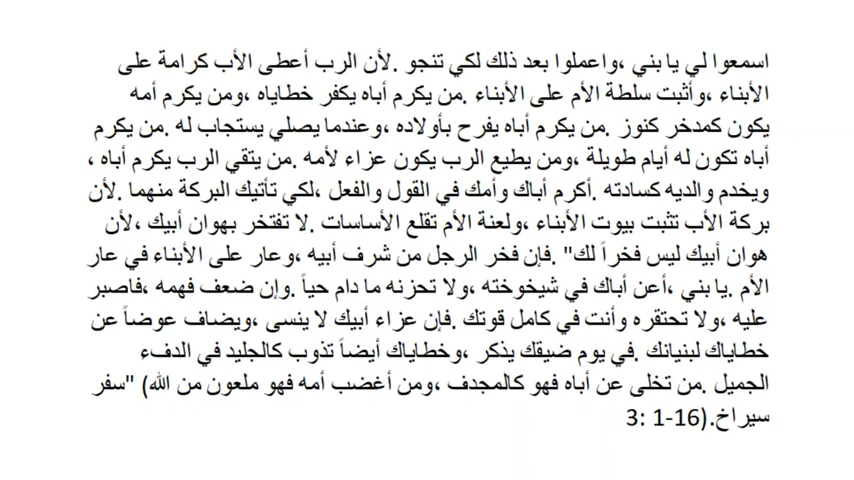 اسمعوا لي يا بني ،واعملوا بعد ذلك لكي تنجو .لأن الرب أعطى الأب كرامة على
الأبناء ،وأثبت سلطة الأم على الأبناء .من يكرم أباه يكفر خطاياه ،ومن يكرم أمه
يكون كمدخر كنوز .من يكرم أباه يفرح بأولاده ،وعندما يصلي يستجاب له .من يكرم
أباه تكون له أيام طويلة ،ومن يطيع الرب يكون عزاء لأمه .من يتقي الرب يكرم أباه ،
ويخدم والديه كسادته .أكرم أباك وأمك في القول والفعل ،لكي تأتيك البركة منهما .لأن
بركة الأب تثبت بيوت الأبناء ،ولعنة الأم تقلع الأساسات .لا تفتخر بهوان أبيك ،لأن
هوان أبيك ليس فخراً لك" .فإن فخر الرجل من شرف أبيه ،وعار على الأبناء في عار
الأم .يا بني ،أعن أباك في شيخوخته ،ولا تحزنه ما دام حياً .وإن ضعف فهمه ،فاصبر
عليه ،ولا تحتقره وأنت في كامل قوتك .فإن عزاء أبيك لا ينسى ،ويضاف عوضاً عن
خطاياك لبنيانك .في يوم ضيقك يذكر ،وخطاياك أيضاً تذوب كالجليد في الدفء
الجميل .من تخلى عن أباه فهو كالمجدف ،ومن أغضب أمه فهو ملعون من الله) "سفر
سيراخ.(16-1 :3